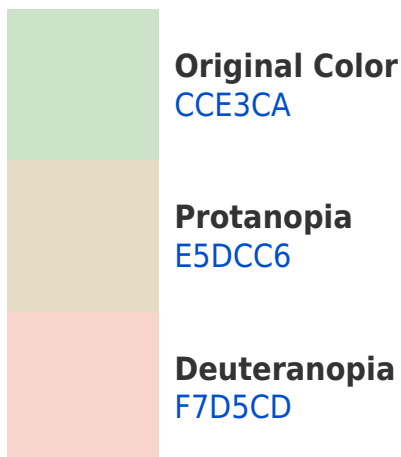 Original Color
CCE3CA
Protanopia
E5DCC6
Deuteranopia
F7D5CD